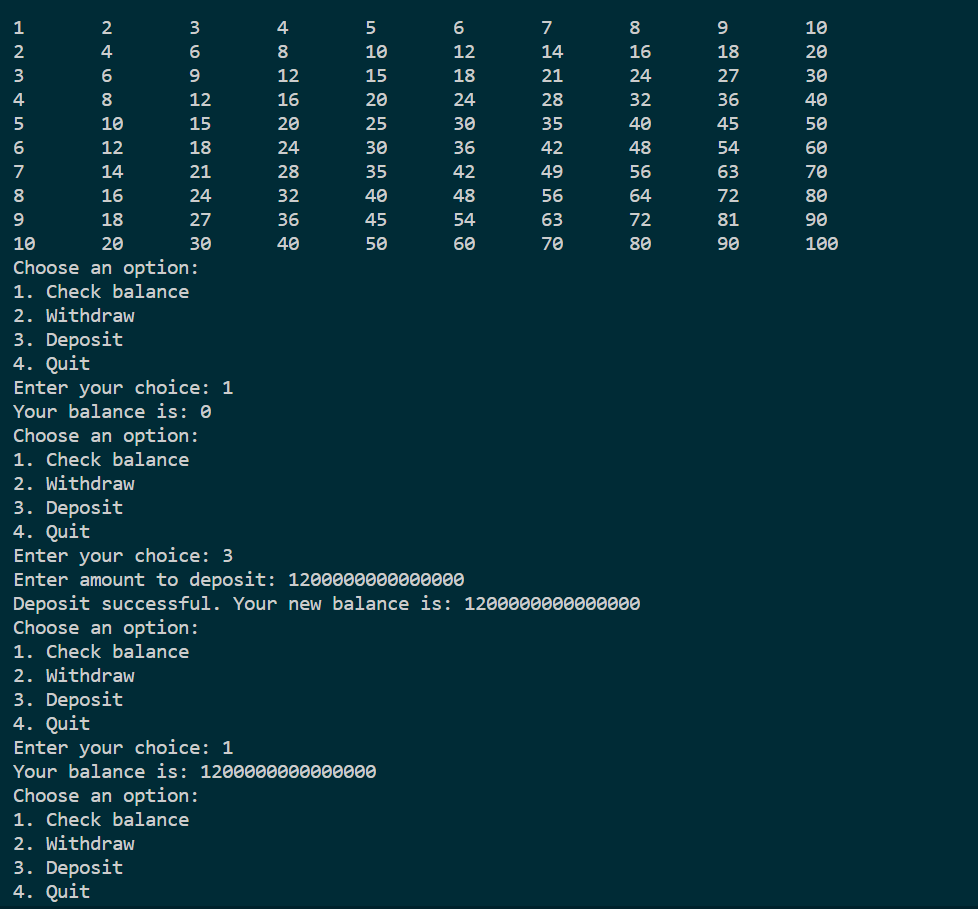 1 2 3 4 5 6 7 8 9 10
2 4 6 8 10 12 14 16 18 20
3 6 9 12 15 18 21 24 27 30
4 8 12 16 20 24 28 32 36 40
5 10 15 20 25 30 35 40 45 50
6 12 18 24 30 36 42 48 54 60
7 14 21 28 35 42 49 56 63 70
8 16 24 32 40 48 56 64 72 80
9 18 27 36 45 54 63 72 81 90
10 20 30 40 50 60 70 80 90 100
Choose an option:
1. Check balance
2. Withdraw
3. Deposit
4. Quit
Enter your choice: 1
Your balance is: 0
Choose an option:
1. Check balance
2. Withdraw
3. Deposit
4. Quit
Enter your choice: 3
Enter amount to deposit: 1200000000000000
Deposit successful. Your new balance is: 1200000000000000
Choose an option:
1. Check balance
2. Withdraw
3. Deposit
4. Quit
Enter your choice: 1
Your balance is: 1200000000000000
Choose an option:
1. Check balance
2. Withdraw
3. Deposit
4. Quit